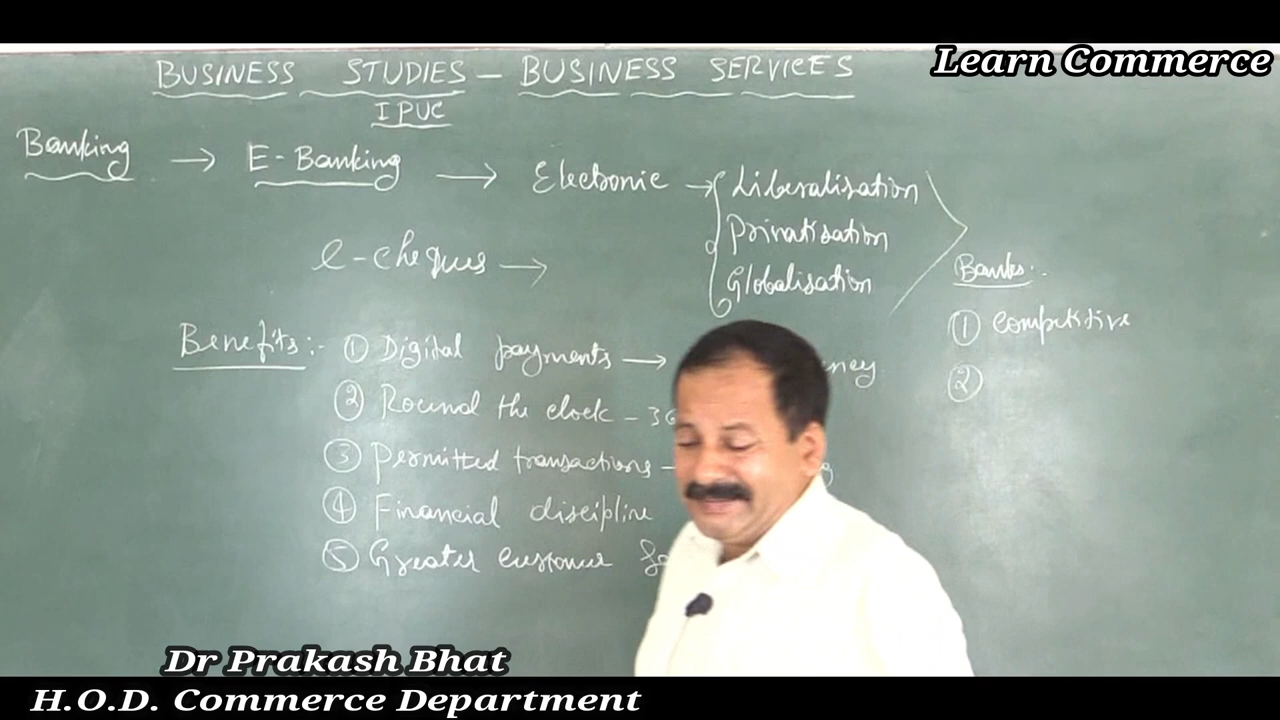 Learn Commerce
BUSINESS STUDIES – BUSINESS SERVICES
I PUC
Banking → E-Banking → Electronic → Liberalisation
Privatisation
Globalisation
e-cheques →
Banks:-
① Competitive
②
Benefits:- ① Digital payments →
② Round the clock –
③ Permitted transactions –
④ Financial discipline
⑤ Greater customer
Dr Prakash Bhat
H.O.D. Commerce Department